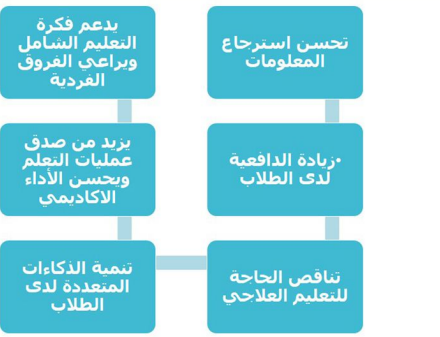 تحسن استرجاع
المعلومات
•زيادة الدافعية
لدى الطلاب
تناقص الحاجة
للتعليم العلاجي
تنمية الذكاءات
المتعددة لدى
الطلاب
يزيد من صدق
عمليات التعلم
ويحسن الأداء
الاكاديمي
يدعم فكرة
التعليم الشامل
ويراعي الفروق
الفردية